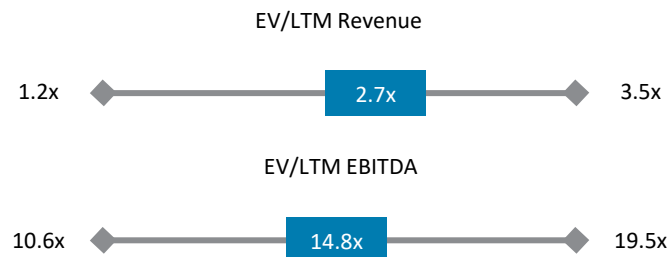 EV/LTM Revenue
1.2x 2.7x 3.5x
EV/LTM EBITDA
10.6x 14.8x 19.5x